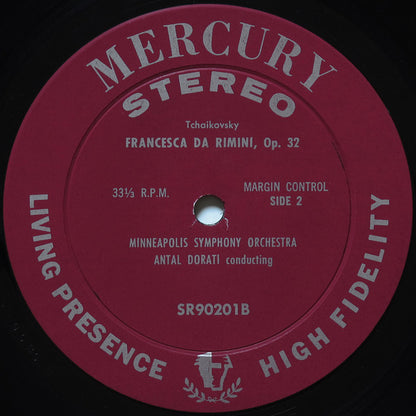 MERCURY
STEREO
Tchaikovsky
FRANCESCA DA RIMINI, Op. 32
33⅓ R.P.M.
MARGIN CONTROL
SIDE 2
MINNEAPOLIS SYMPHONY ORCHESTRA
ANTAL DORATI conducting
SR90201B
LIVING PRESENCE
HIGH FIDELITY